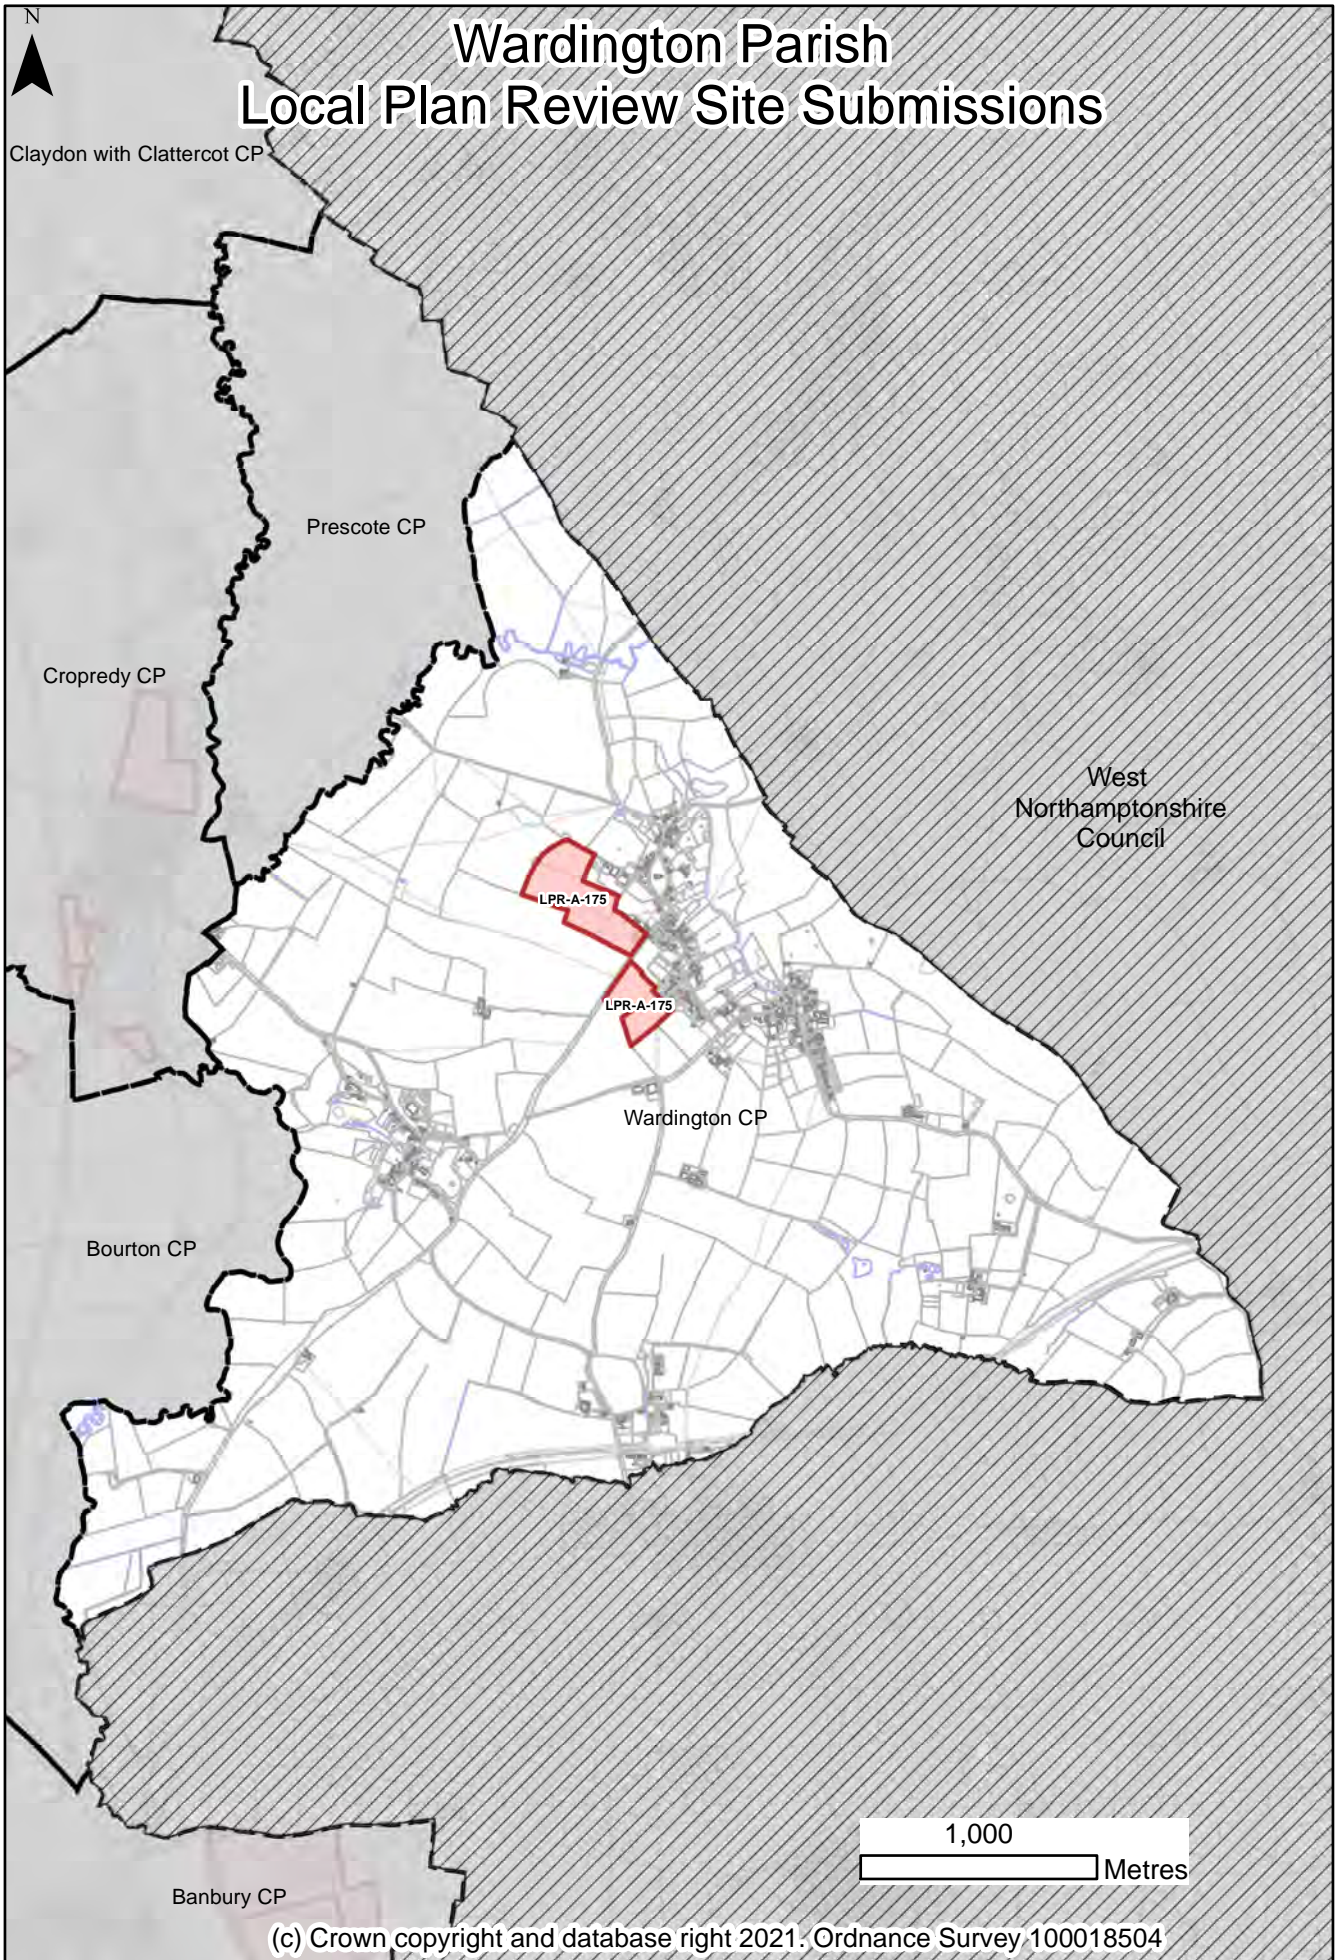 N
Wardington Parish
Local Plan Review Site Submissions
Claydon with Clattercot CP
Prescote CP
Cropredy CP
West
Northamptonshire
Council
LPR-A-175
LPR-A-175
Wardington CP
Bourton CP
1,000
Metres
Banbury CP
(c) Crown copyright and database right 2021. Ordnance Survey 100018504